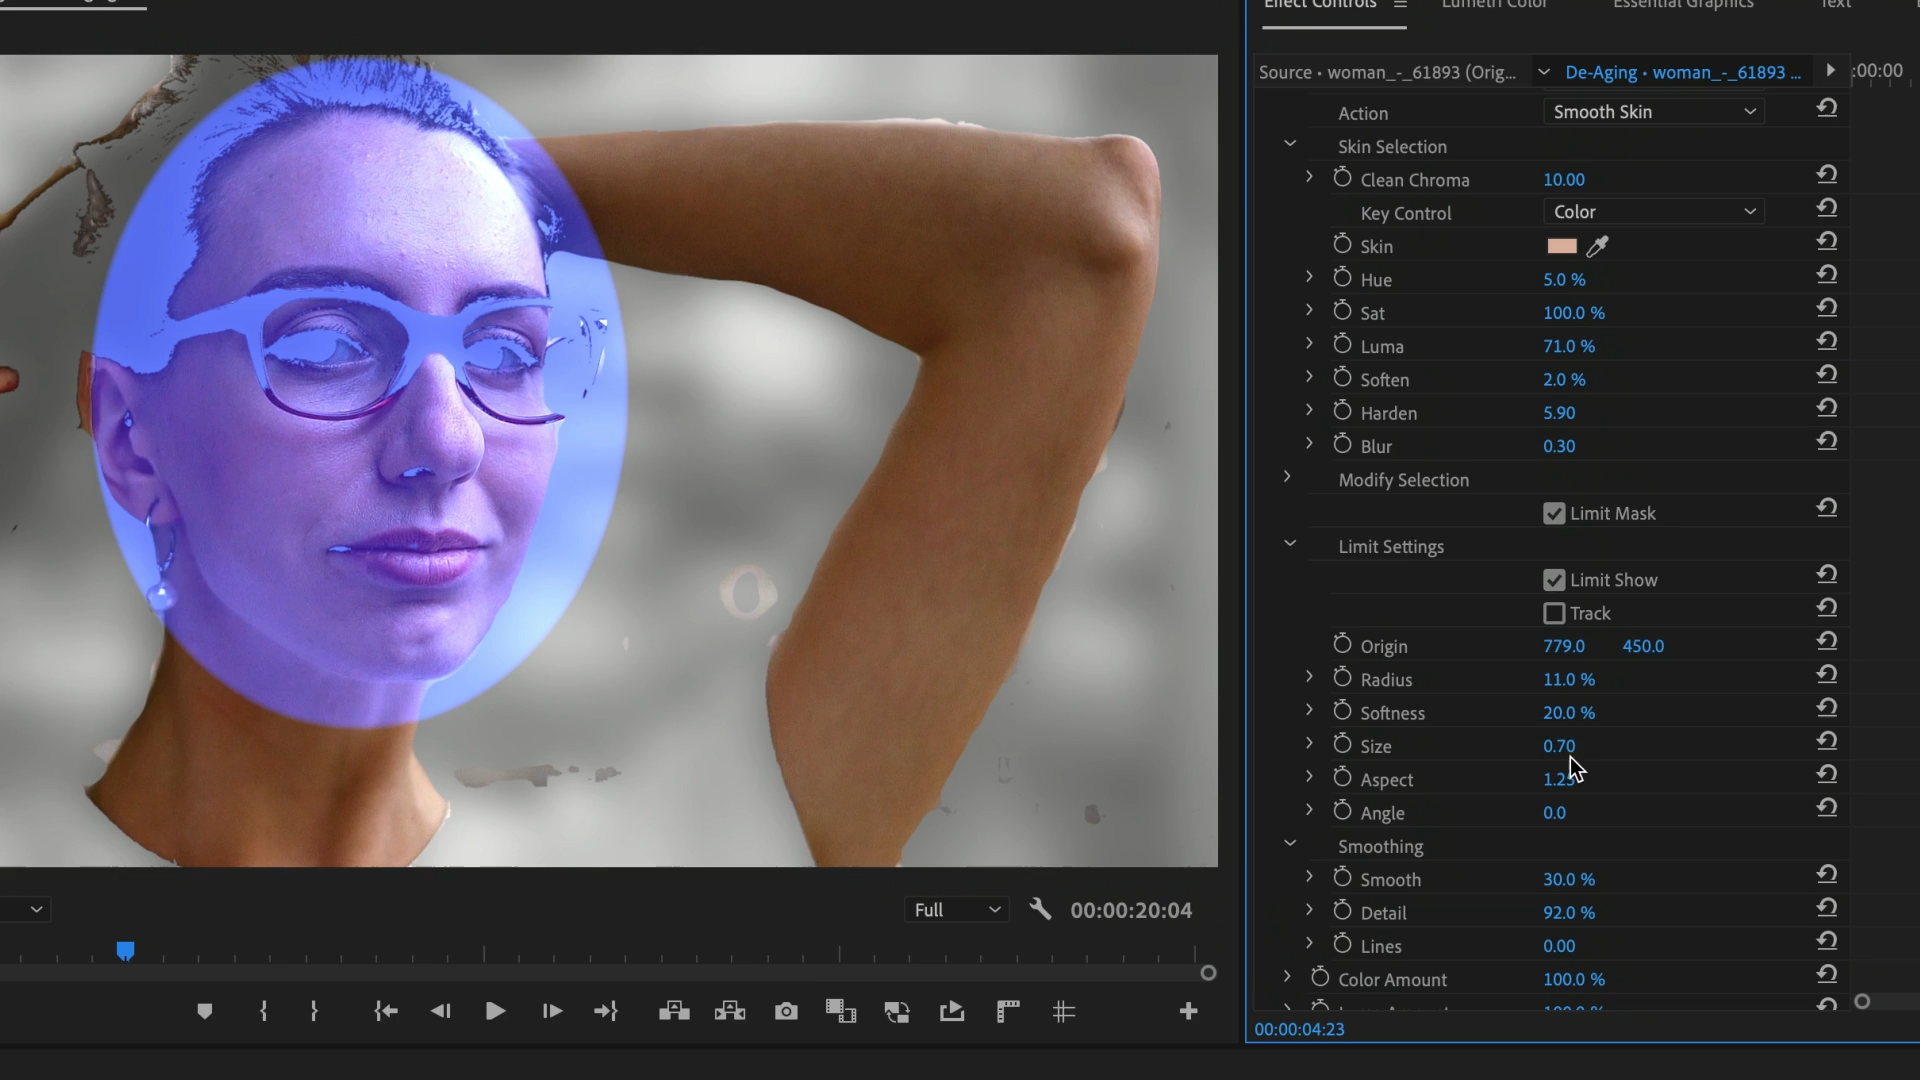 Effect Controls
Lumetri Color
Essential Graphics
Text
Source • woman_-_61893 (Orig...
De-Aging • woman_-_61893 ...
:00:00
Action
Smooth Skin
Skin Selection
Clean Chroma 10.00
Key Control Color
Skin
Hue 5.0 %
Sat 100.0 %
Luma 71.0 %
Soften 2.0 %
Harden 5.90
Blur 0.30
Modify Selection
Limit Mask
Limit Settings
Limit Show
Track
Origin 779.0 450.0
Radius 11.0 %
Softness 20.0 %
Size 0.70
Aspect
Angle 0.0
Smoothing
Smooth 30.0 %
Detail 92.0 %
Lines 0.00
Color Amount 100.0 %
00:00:04:23
Full
00:00:20:04